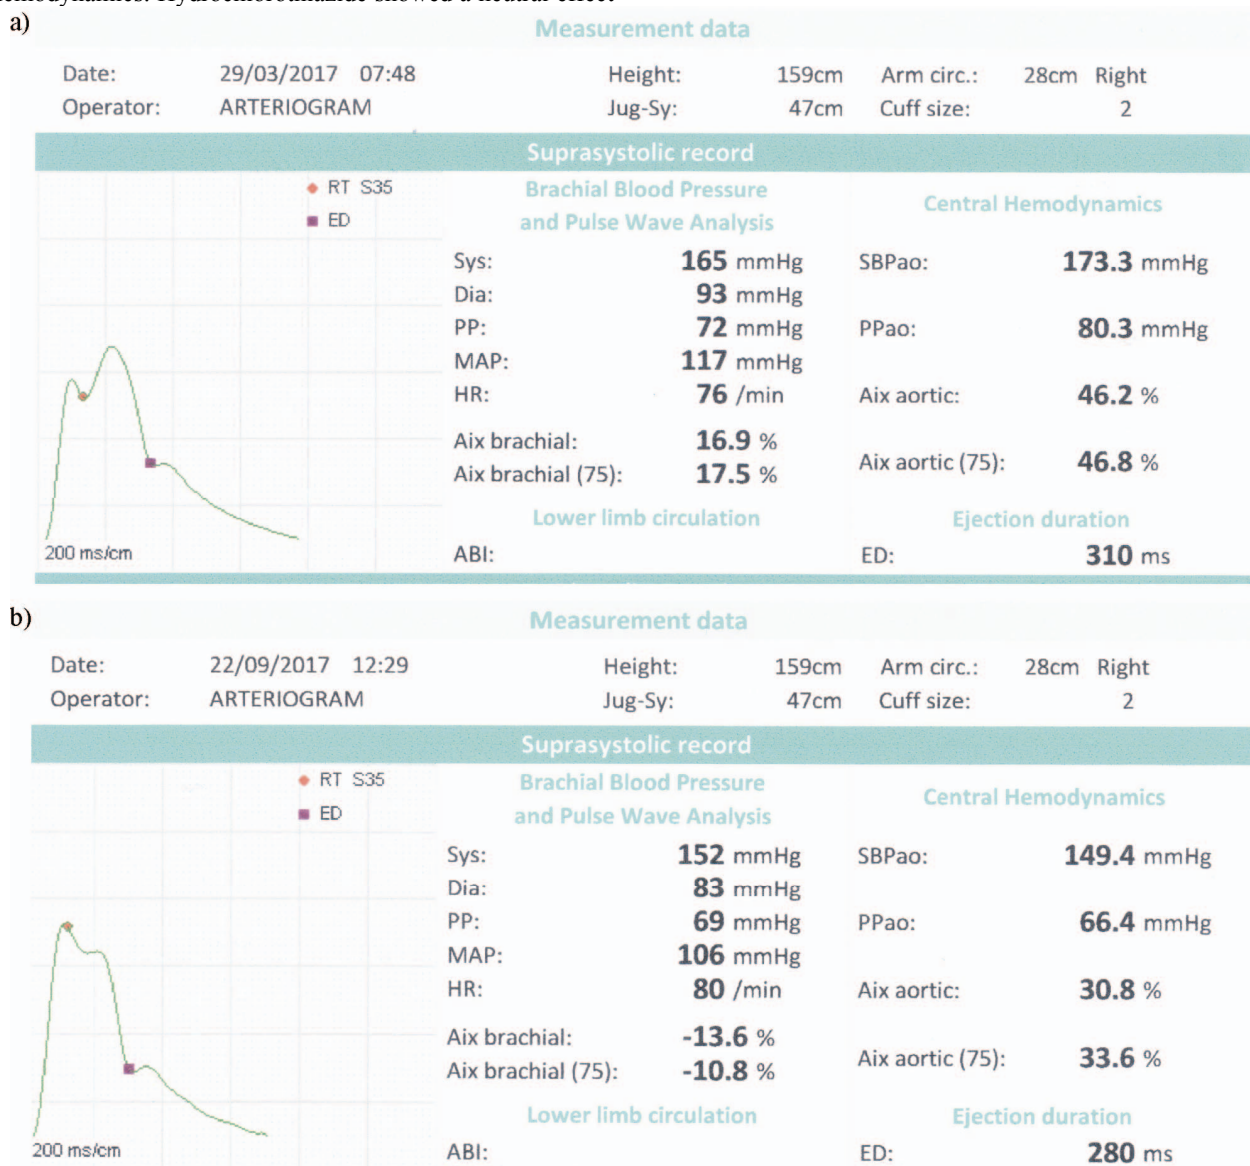 hemodynamics. Hydrochlorothiazide showed a neutral effect
a)
Measurement data
Date: 29/03/2017 07:48 Height: 159cm Arm circ.: 28cm Right
Operator: ARTERIOGRAM Jug-Sy: 47cm Cuff size: 2
Suprasystolic record
RT S35
ED
200 ms/cm
Brachial Blood Pressure
and Pulse Wave Analysis
Sys: 165 mmHg
Dia: 93 mmHg
PP: 72 mmHg
MAP: 117 mmHg
HR: 76 /min
Aix brachial: 16.9 %
Aix brachial (75): 17.5 %
Lower limb circulation
ABI:
Central Hemodynamics
SBPao: 173.3 mmHg
PPao: 80.3 mmHg
Aix aortic: 46.2 %
Aix aortic (75): 46.8 %
Ejection duration
ED: 310 ms
b)
Measurement data
Date: 22/09/2017 12:29 Height: 159cm Arm circ.: 28cm Right
Operator: ARTERIOGRAM Jug-Sy: 47cm Cuff size: 2
Suprasystolic record
RT S35
ED
200 ms/cm
Brachial Blood Pressure
and Pulse Wave Analysis
Sys: 152 mmHg
Dia: 83 mmHg
PP: 69 mmHg
MAP: 106 mmHg
HR: 80 /min
Aix brachial: -13.6 %
Aix brachial (75): -10.8 %
Lower limb circulation
ABI:
Central Hemodynamics
SBPao: 149.4 mmHg
PPao: 66.4 mmHg
Aix aortic: 30.8 %
Aix aortic (75): 33.6 %
Ejection duration
ED: 280 ms